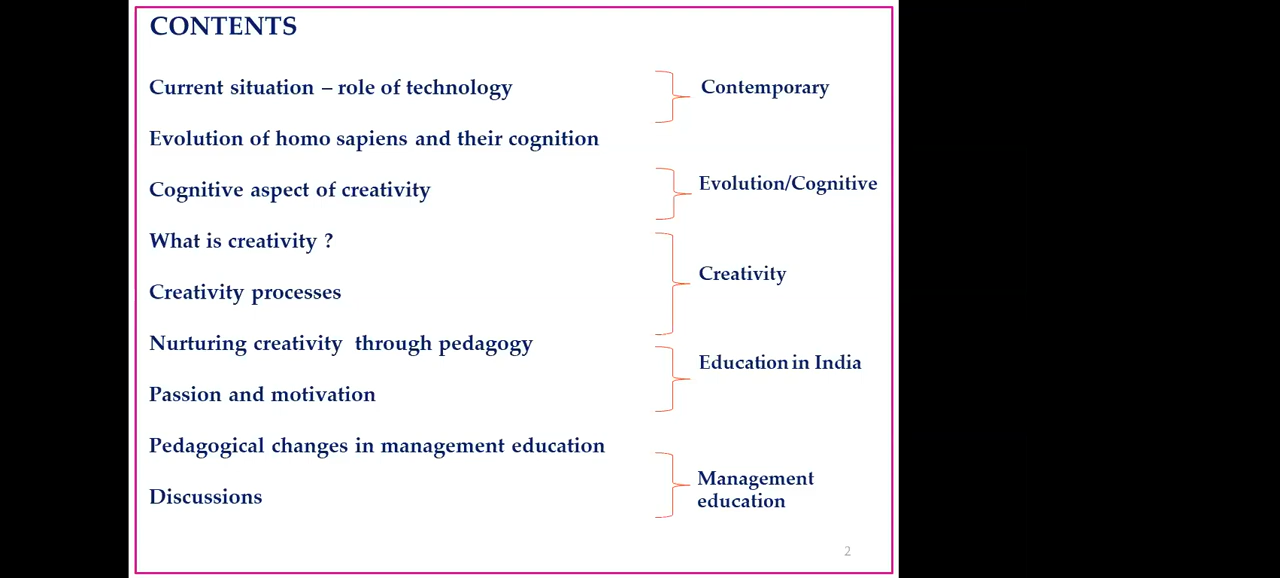 CONTENTS
Current situation – role of technology
Contemporary
Evolution of homo sapiens and their cognition
Evolution/Cognitive
Cognitive aspect of creativity
What is creativity ?
Creativity
Creativity processes
Nurturing creativity through pedagogy
Education in India
Passion and motivation
Pedagogical changes in management education
Management
education
Discussions
2